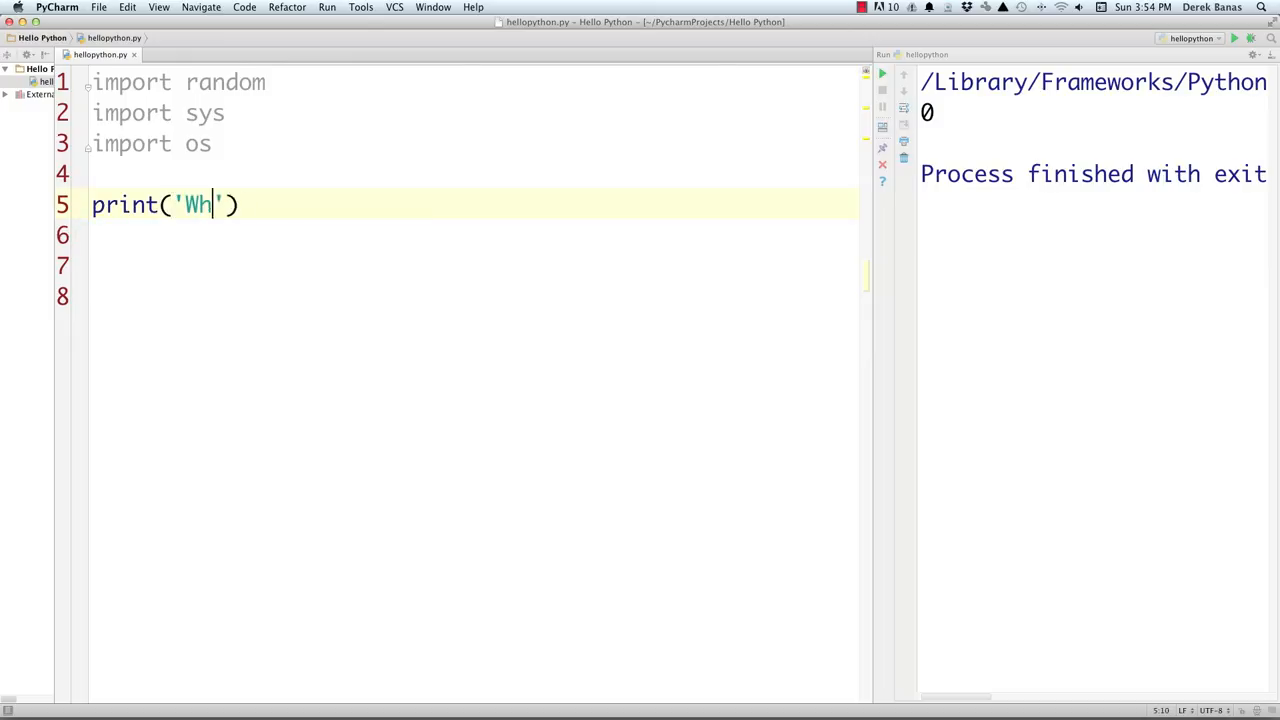 PyCharm File Edit View Navigate Code Refactor Run Tools VCS Window Help 10 Sun 3:54 PM Derek Banas
hellopython.py – Hello Python – [~/PycharmProjects/Hello Python]
Hello Python hellopython.py hellopython
hellopython.py Run hellopython
Hello P
hell
Externa
1 import random
2 import sys
3 import os
4
5 print('Wh')
6
7
8
/Library/Frameworks/Python
0
Process finished with exit
5:10 LF UTF-8